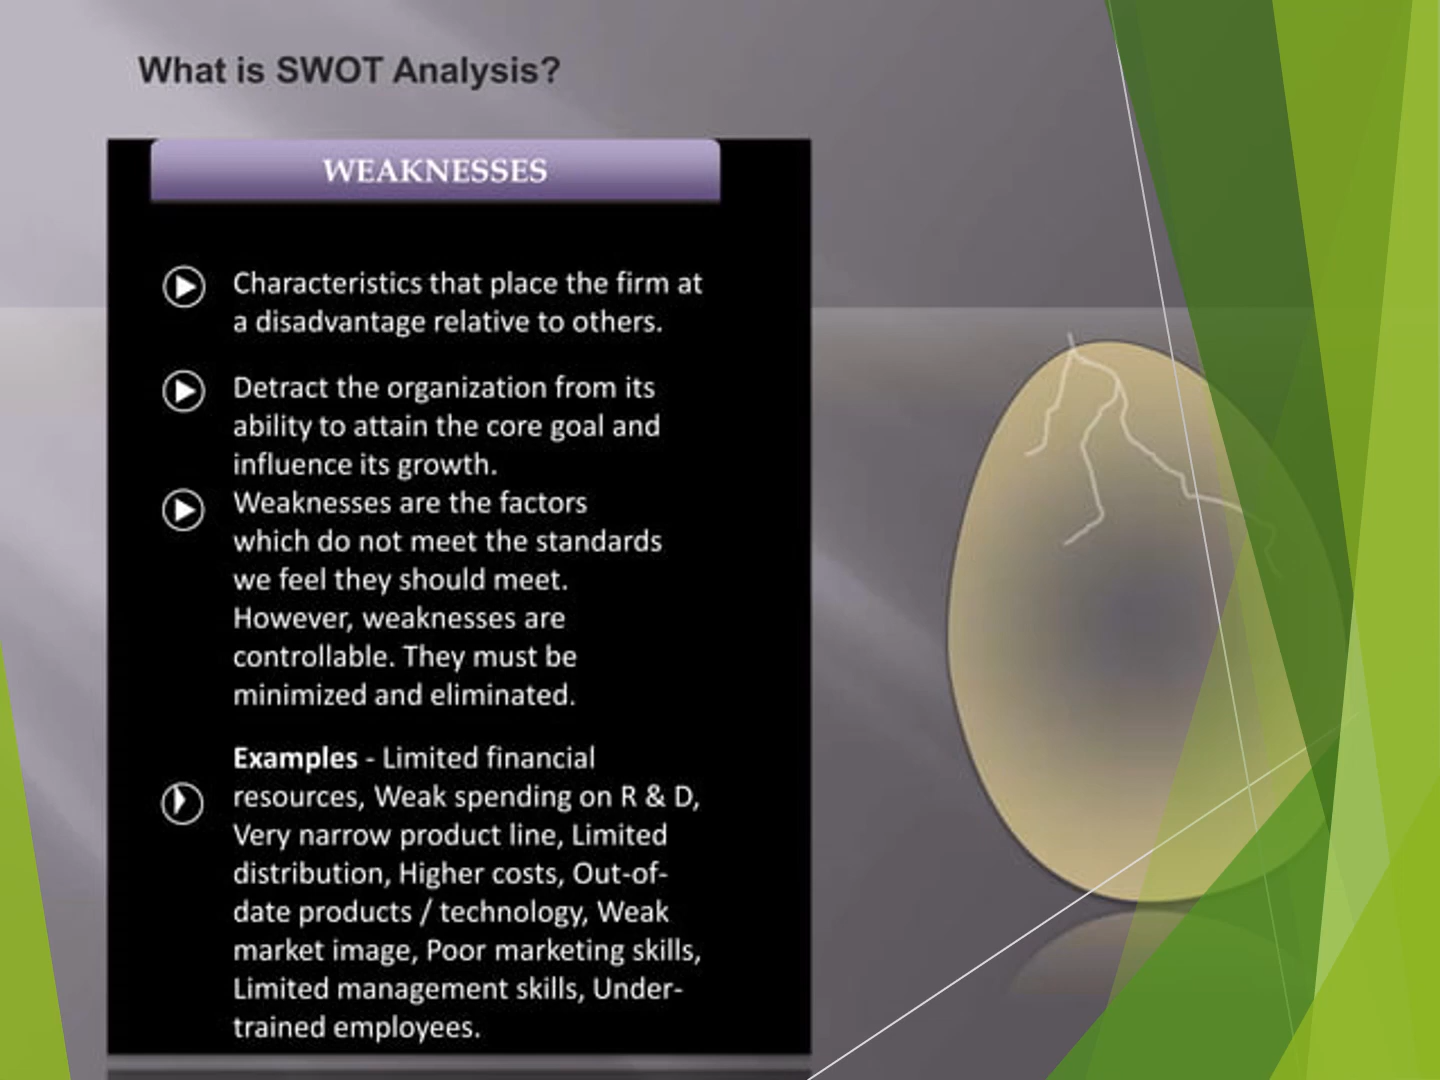 What is SWOT Analysis?
WEAKNESSES
Characteristics that place the firm at
a disadvantage relative to others.
Detract the organization from its
ability to attain the core goal and
influence its growth.
Weaknesses are the factors
which do not meet the standards
we feel they should meet.
However, weaknesses are
controllable. They must be
minimized and eliminated.
Examples - Limited financial
resources, Weak spending on R & D,
Very narrow product line, Limited
distribution, Higher costs, Out-of-
date products / technology, Weak
market image, Poor marketing skills,
Limited management skills, Under-
trained employees.